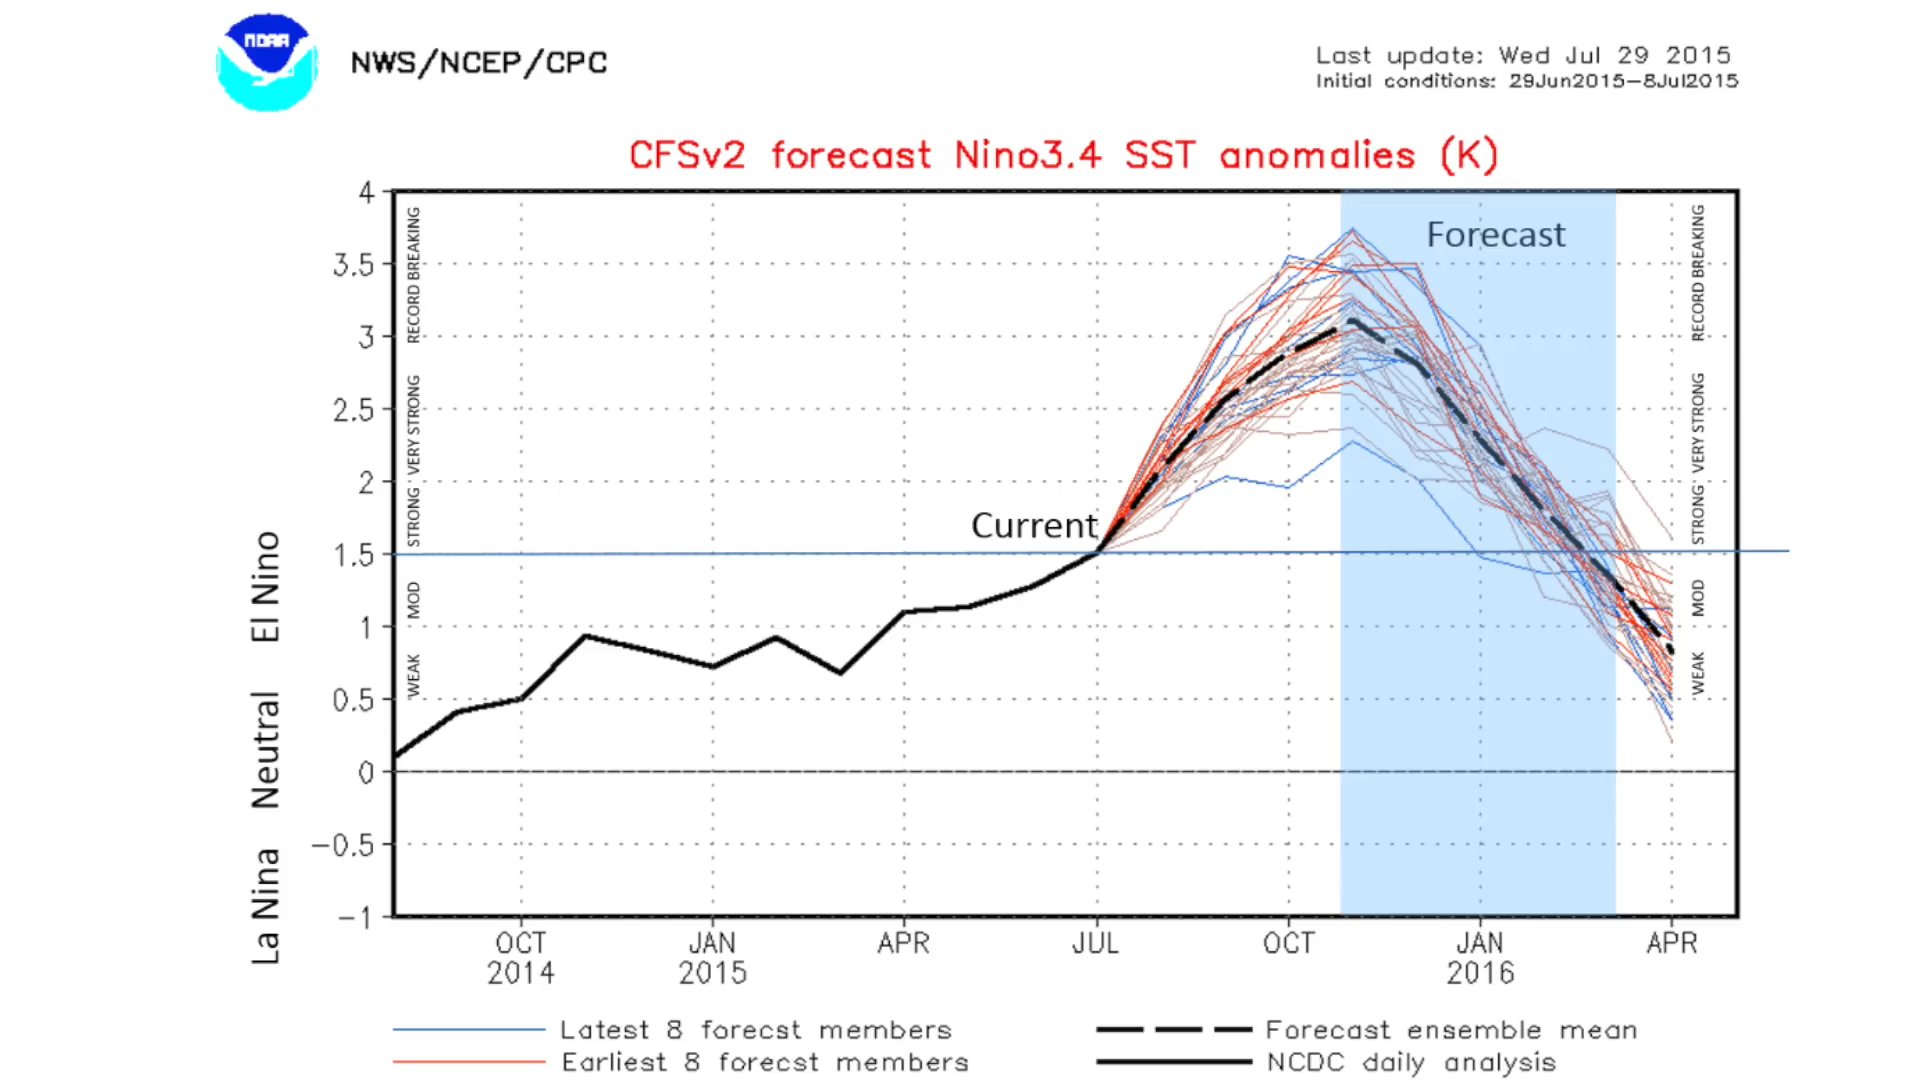 NOAA
NWS/NCEP/CPC
Last update: Wed Jul 29 2015
Initial conditions: 29Jun2015–8Jul2015
CFSv2 forecast Nino3.4 SST anomalies (K)
4
3.5
3
2.5
2
1.5
1
0.5
0
−0.5
−1
La Nina Neutral El Nino
WEAK MOD STRONG VERY STRONG RECORD BREAKING
Current
Forecast
WEAK MOD STRONG VERY STRONG RECORD BREAKING
OCT JAN APR JUL OCT JAN APR
2014 2015 2016
Latest 8 forecst members
Earliest 8 forecst members
Forecast ensemble mean
NCDC daily analysis